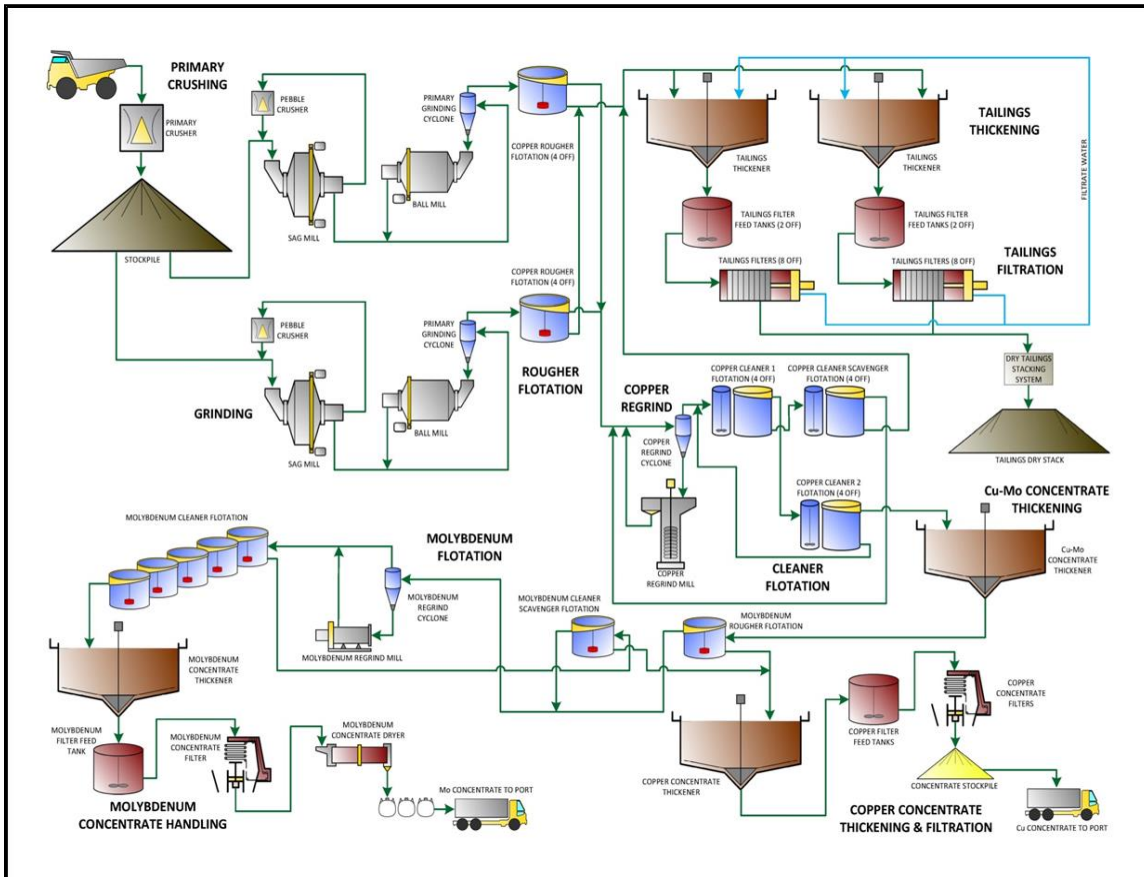 PRIMARY
CRUSHING
PRIMARY
CRUSHER
STOCKPILE
PEBBLE
CRUSHER
SAG MILL
BALL MILL
PRIMARY
GRINDING
CYCLONE
COPPER ROUGHER
FLOTATION (4 OFF)
PEBBLE
CRUSHER
GRINDING
SAG MILL
BALL MILL
PRIMARY
GRINDING
CYCLONE
COPPER ROUGHER
FLOTATION (4 OFF)
ROUGHER
FLOTATION
TAILINGS
THICKENING
TAILINGS
THICKENER
TAILINGS
THICKENER
TAILINGS FILTER
FEED TANKS (2 OFF)
TAILINGS FILTER
FEED TANKS (2 OFF)
FILTRATE WATER
TAILINGS
FILTRATION
TAILINGS FILTERS (8 OFF)
TAILINGS FILTERS (8 OFF)
DRY TAILINGS
STACKING
SYSTEM
TAILINGS DRY STACK
COPPER
REGRIND
COPPER CLEANER 1
FLOTATION (4 OFF)
COPPER CLEANER SCAVENGER
FLOTATION (4 OFF)
COPPER
REGRIND
CYCLONE
COPPER CLEANER 2
FLOTATION (4 OFF)
COPPER
REGRIND MILL
CLEANER
FLOTATION
Cu-Mo CONCENTRATE
THICKENING
Cu-Mo
CONCENTRATE
THICKENER
MOLYBDENUM CLEANER FLOTATION
MOLYBDENUM
FLOTATION
MOLYBDENUM
REGRIND
CYCLONE
MOLYBDENUM REGRIND MILL
MOLYBDENUM CLEANER
SCAVENGER FLOTATION
MOLYBDENUM
ROUGHER FLOTATION
MOLYBDENUM
CONCENTRATE
THICKENER
MOLYBDENUM
FILTER FEED
TANK
MOLYBDENUM
CONCENTRATE
FILTER
MOLYBDENUM
CONCENTRATE DRYER
Mo CONCENTRATE TO PORT
MOLYBDENUM
CONCENTRATE HANDLING
COPPER CONCENTRATE
THICKENER
COPPER FILTER
FEED TANKS
COPPER
CONCENTRATE
FILTERS
CONCENTRATE STOCKPILE
COPPER CONCENTRATE
THICKENING & FILTRATION
Cu CONCENTRATE TO PORT